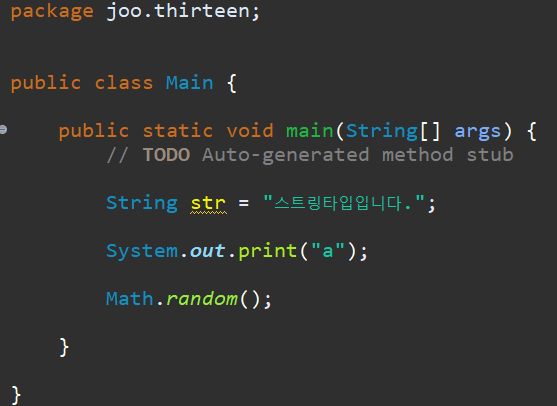 package joo.thirteen;
public class Main {
public static void main(String[] args) {
// TODO Auto-generated method stub
String str = "스트링타입입니다.";
System.out.print("a");
Math.random();
}
}